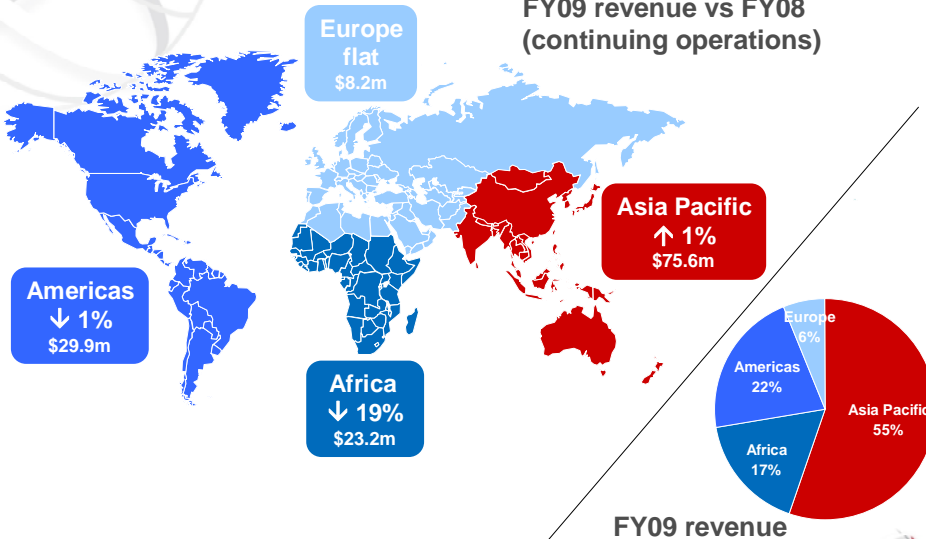 FY09 revenue vs FY08
(continuing operations)
Europe
flat
$8.2m
Asia Pacific
↑ 1%
$75.6m
Americas
↓ 1%
$29.9m
Africa
↓ 19%
$23.2m
Europe
6%
Americas
22%
Asia Pacific
55%
Africa
17%
FY09 revenue